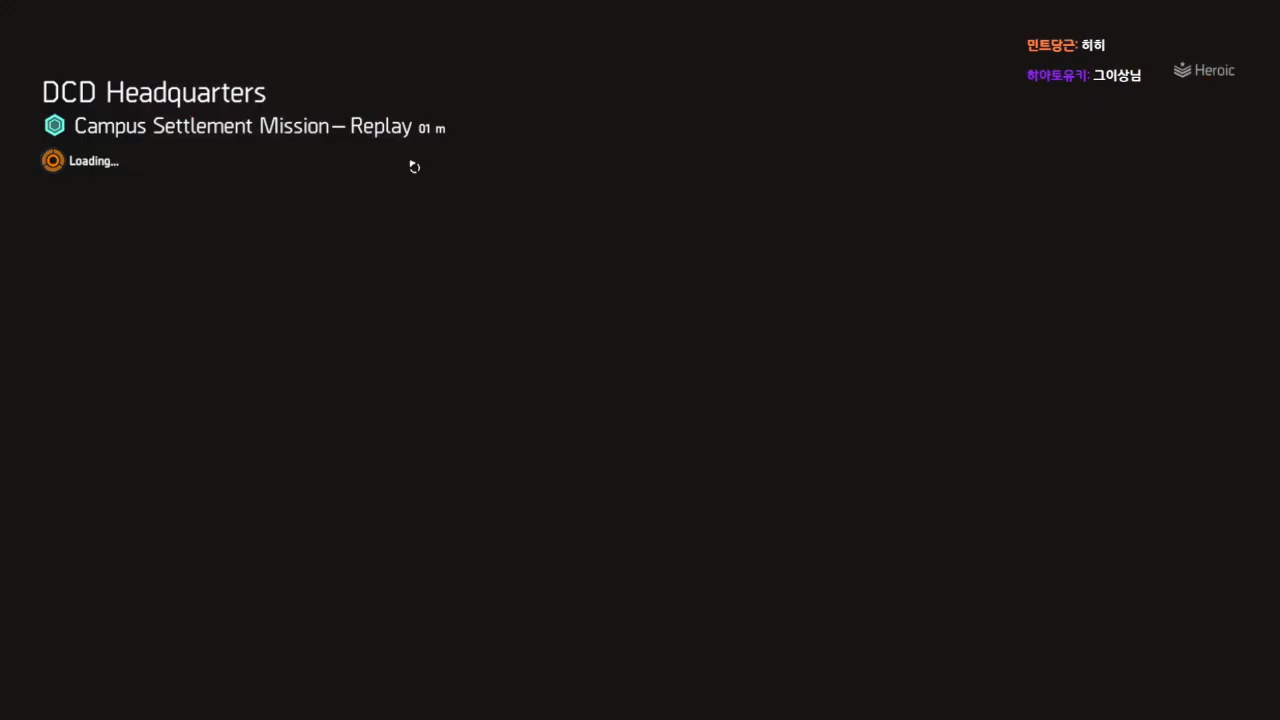 DCD Headquarters
Campus Settlement Mission — Replay 01 m
Loading...
민트당근: 히히
하야토유키: 그이상님
Heroic